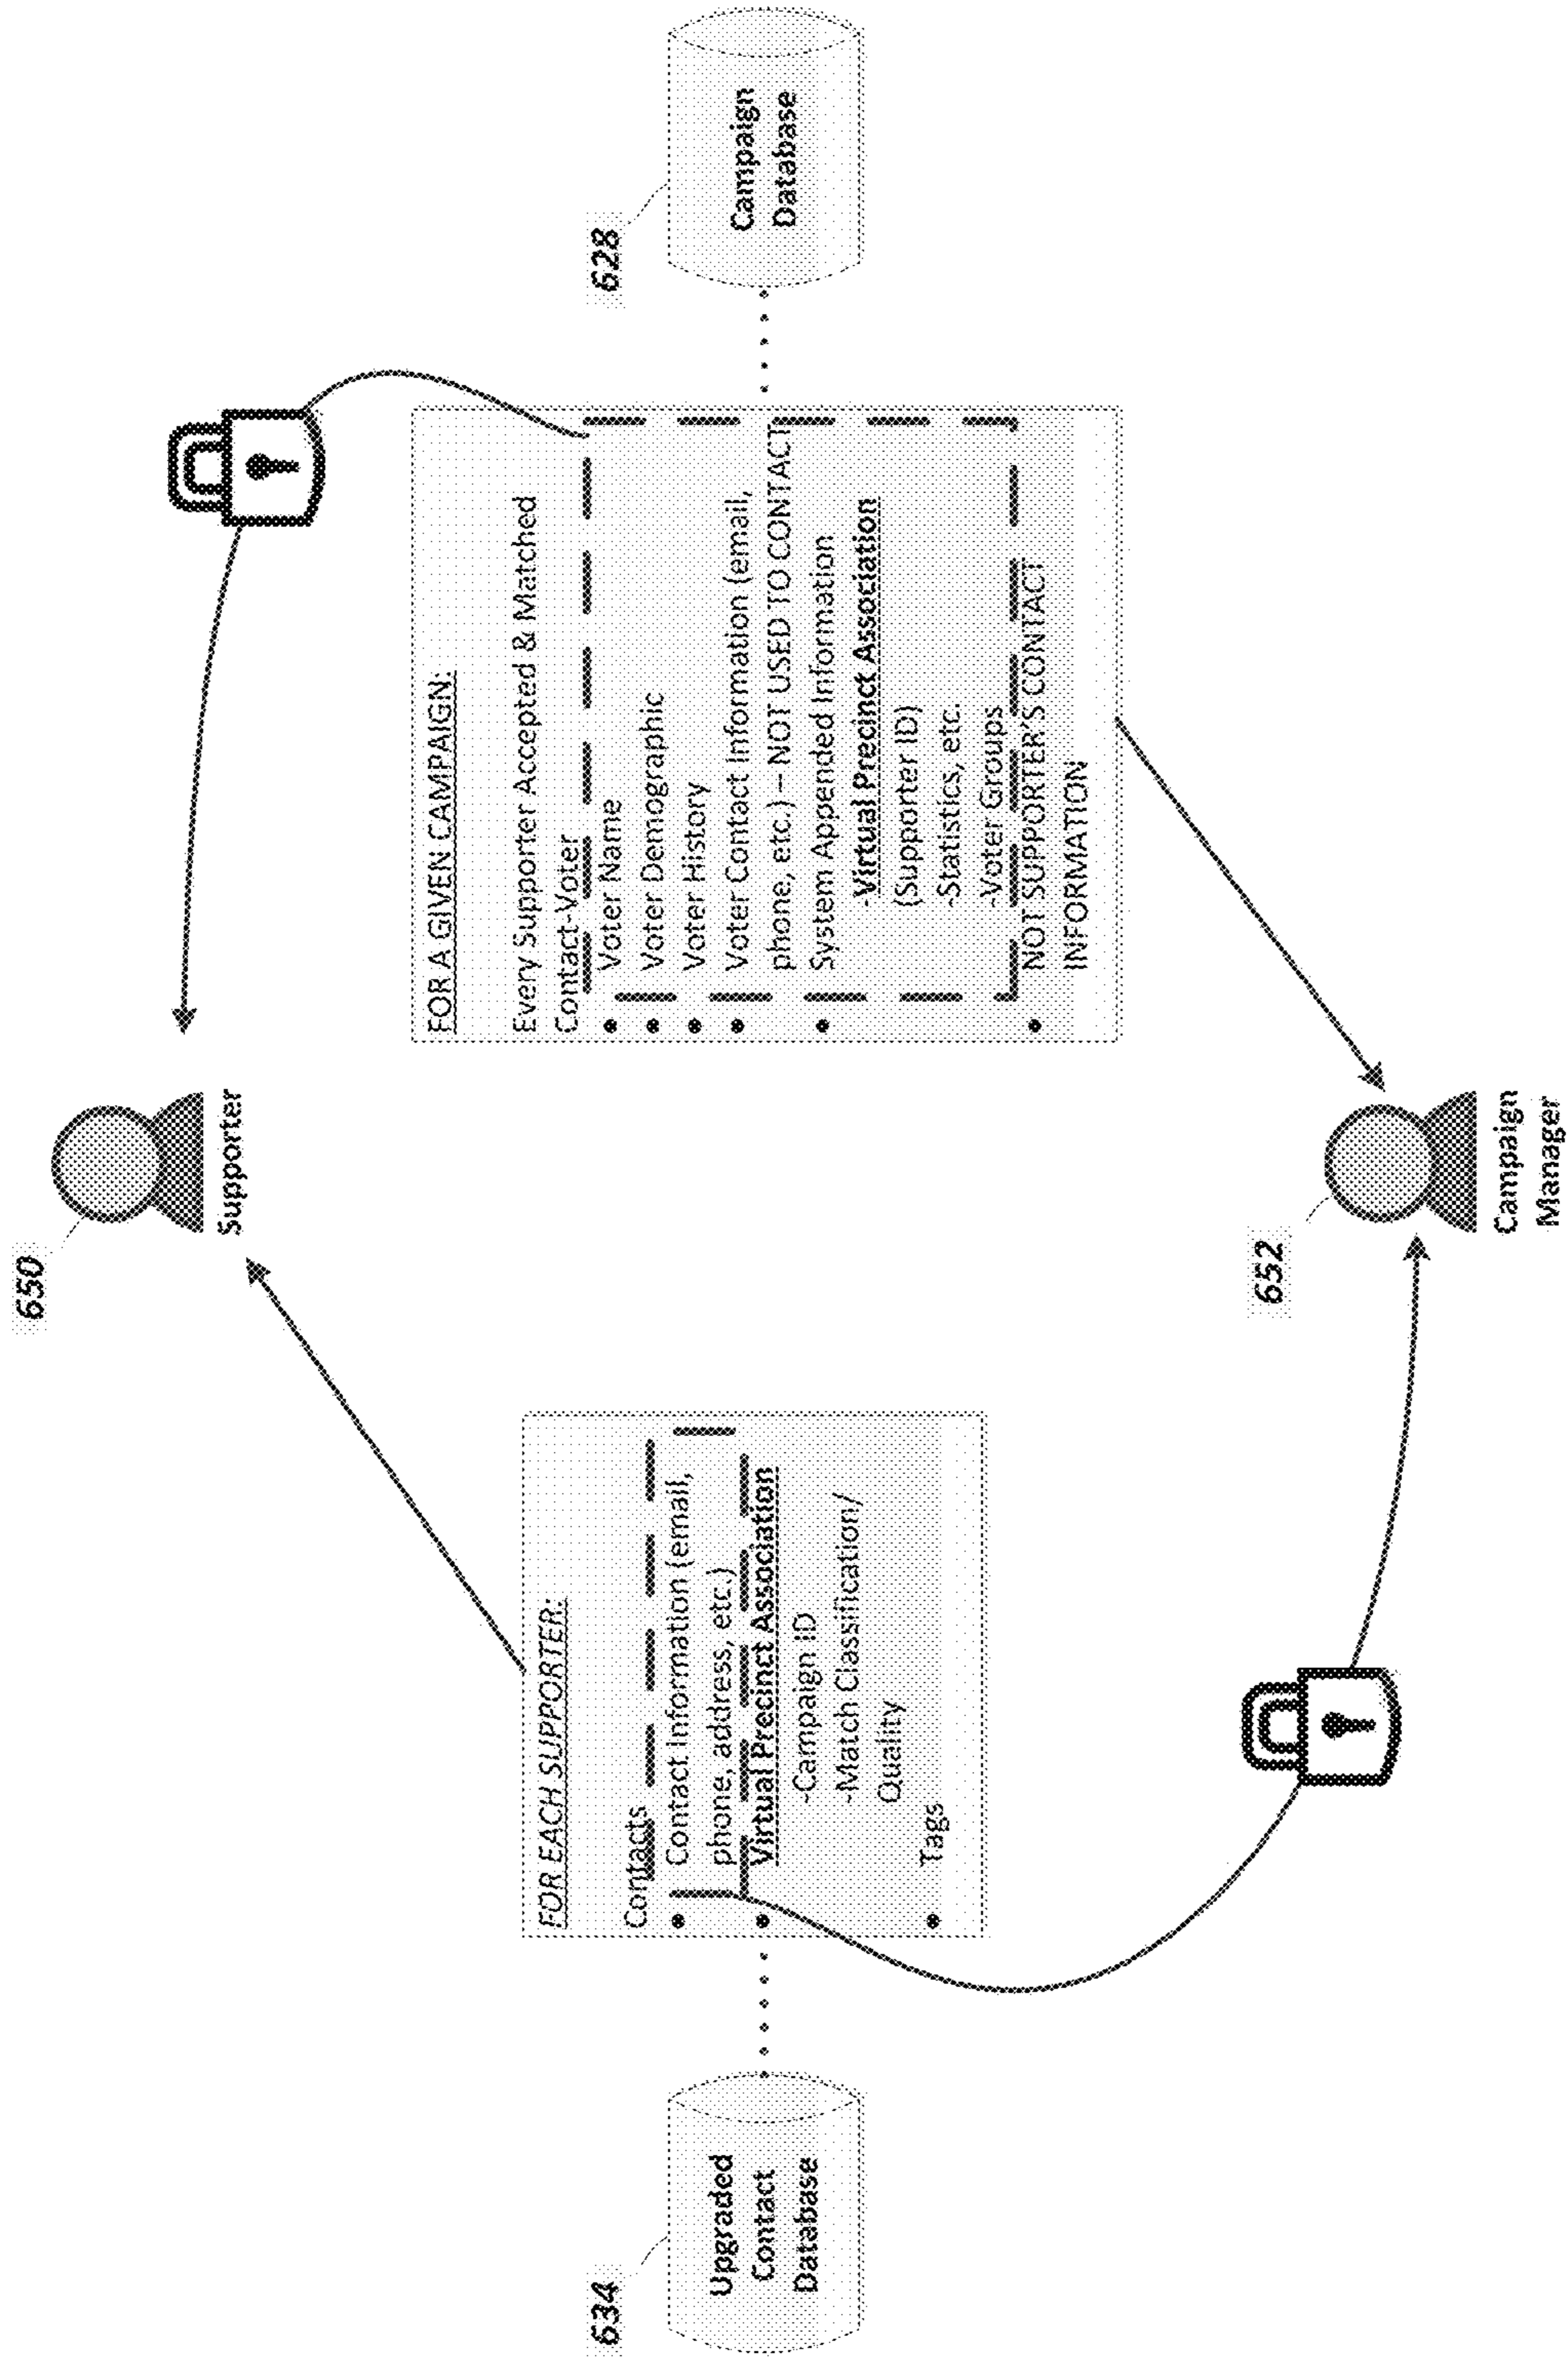 650
Supporter
634
Upgraded
Contact
Database
FOR EACH SUPPORTER:
Contacts
• Contact Information (email,
phone, address, etc.)
• Virtual Precinct Association
-Campaign ID
-Match Classification/
Quality
• Tags
FOR A GIVEN CAMPAIGN:
Every Supporter Accepted & Matched
Contact-Voter
• Voter Name
• Voter Demographic
• Voter History
• Voter Contact Information (email,
phone, etc.) – NOT USED TO CONTACT
• System Appended Information
-Virtual Precinct Association
(Supporter ID)
-Statistics, etc.
-Voter Groups
• NOT SUPPORTER'S CONTACT
INFORMATION
628
Campaign
Database
652
Campaign
Manager